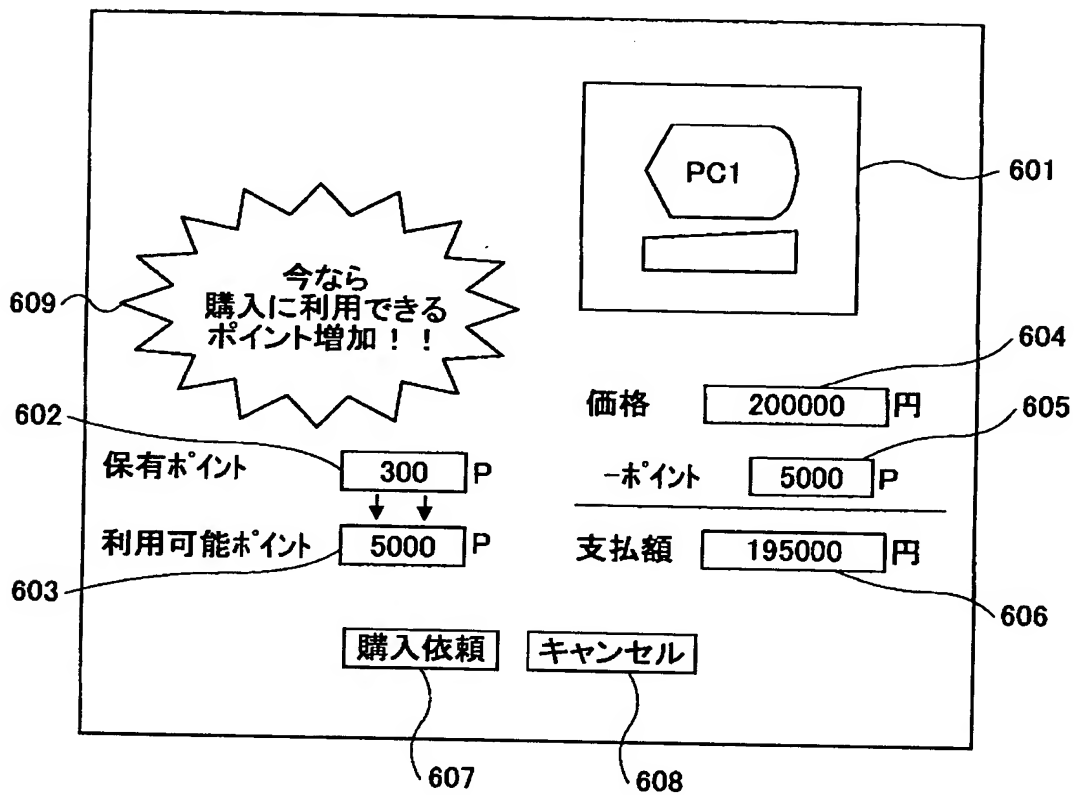 PC1
601
今なら
購入に利用できる
ポイント増加！！
609
604
価格 200000 円
605
602
保有ポイント 300 P
-ポイント 5000 P
利用可能ポイント 5000 P
支払額 195000 円
603
606
購入依頼 キャンセル
607 608